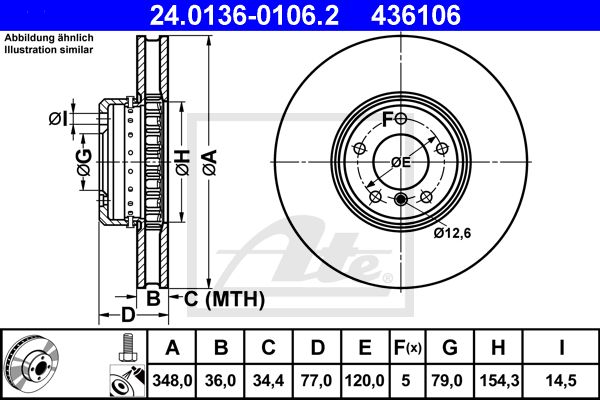 24.0136-0106.2 436106
Abbildung ähnlich
Illustration similar
ØI
ØG
ØH
ØA
F
ØE
Ø12,6
B
C (MTH)
D
Ate
®
A B C D E F(x) G H I
348,0 36,0 34,4 77,0 120,0 5 79,0 154,3 14,5